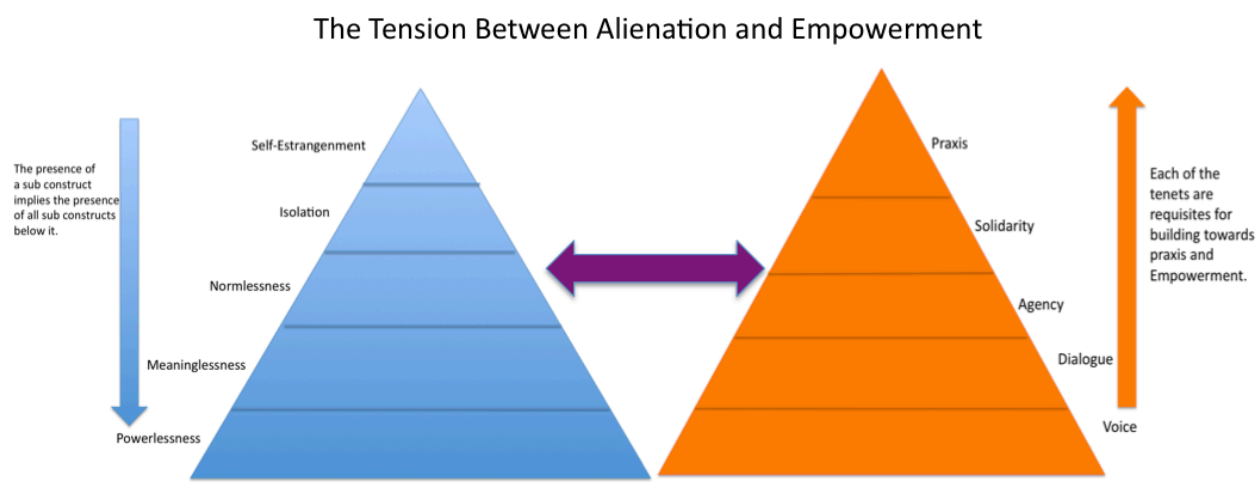 The Tension Between Alienation and Empowerment
The presence of
a sub construct
implies the presence
of all sub constructs
below it.
Self-Estrangenment
Isolation
Normlessness
Meaninglessness
Powerlessness
Praxis
Solidarity
Agency
Dialogue
Voice
Each of the
tenets are
requisites for
building towards
praxis and
Empowerment.